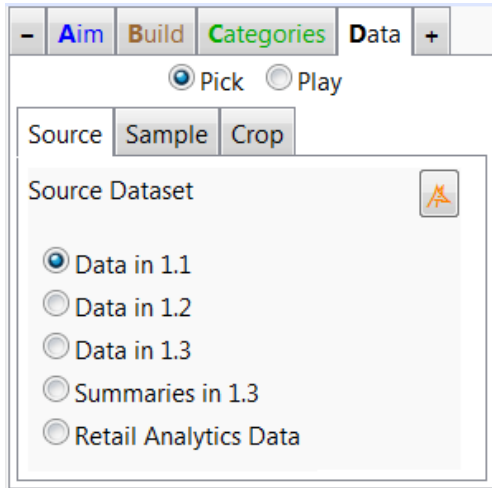 – Aim Build Categories Data +
Pick Play
Source Sample Crop
Source Dataset
Data in 1.1
Data in 1.2
Data in 1.3
Summaries in 1.3
Retail Analytics Data